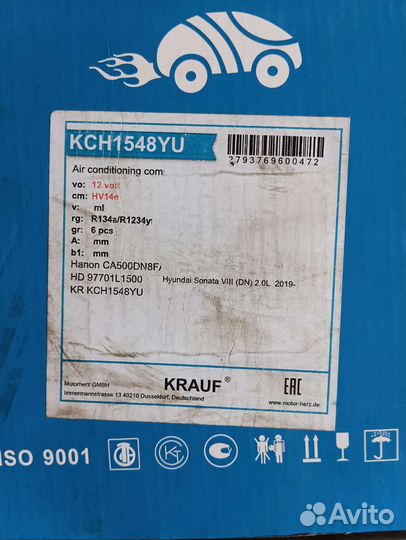 KCH1548YU
Air conditioning com
2793769600472
vo: 12 volt
cm: HV14e
v: ml
rg: R134a/R1234y
gr: 6 pcs
A: mm
b1: mm
Hanon CA500DN8F
HD 97701L1500 Hyundai Sonata VIII (DN) 2.0L 2019-
KR KCH1548YU
Motorherz GMBH
Immermannstrasse 13 40210 Dusseldorf, Deutschland
KRAUF ®
EAC
www.motor-herz.de
ISO 9001
Avito